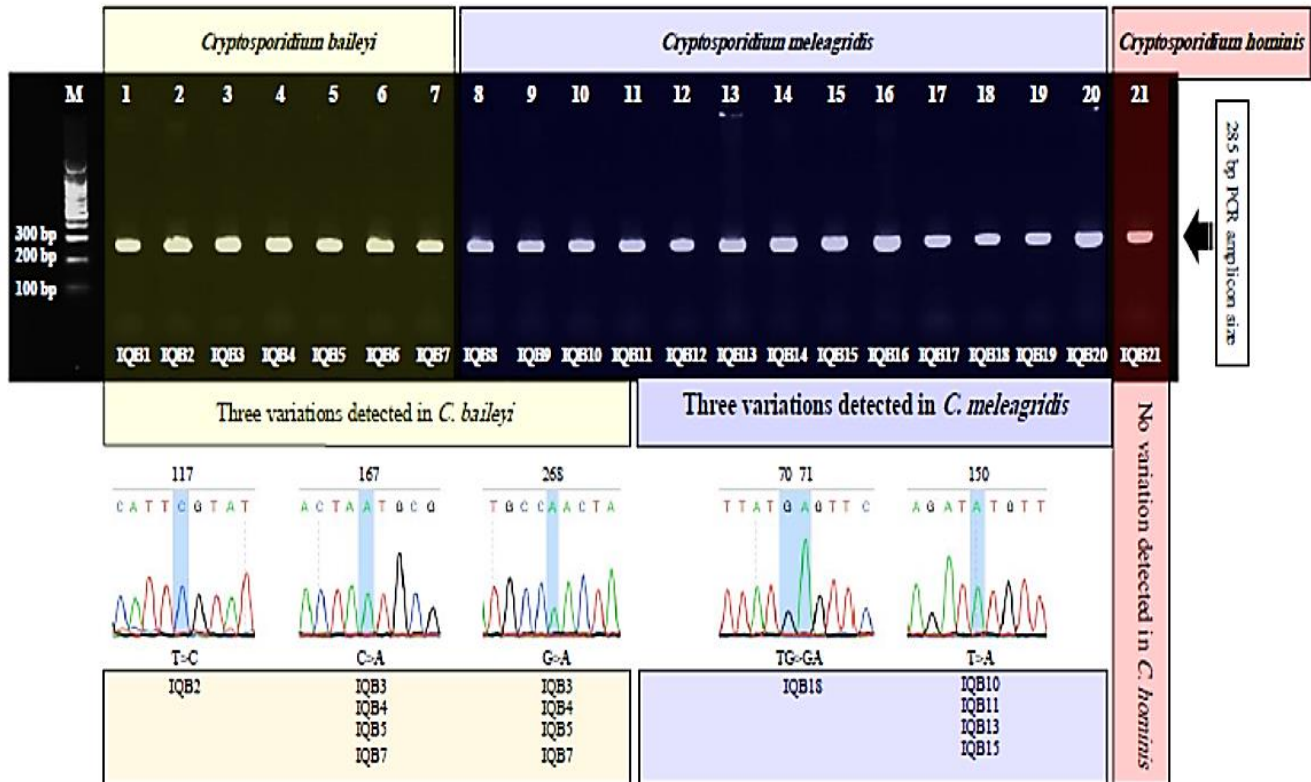 Cryptosporidium baileyi
Cryptosporidium meleagridis
Cryptosporidium hominis
M 1 2 3 4 5 6 7 8 9 10 11 12 13 14 15 16 17 18 19 20 21
300 bp
200 bp
100 bp
285 bp PCR amplicon size
IQB1 IQB2 IQB3 IQB4 IQB5 IQB6 IQB7 IQB8 IQB9 IQB10 IQB11 IQB12 IQB13 IQB14 IQB15 IQB16 IQB17 IQB18 IQB19 IQB20 IQB21
Three variations detected in C. baileyi
Three variations detected in C. meleagridis
No variation detected in C. hominis
117
CATTCGTAT
T>C
IQB2
167
ACTAATGCG
C>A
IQB3
IQB4
IQB5
IQB7
268
TGCCAACTA
G>A
IQB3
IQB4
IQB5
IQB7
70 71
TTATGAGTTC
TG>GA
IQB18
150
AGATATGTT
T>A
IQB10
IQB11
IQB13
IQB15